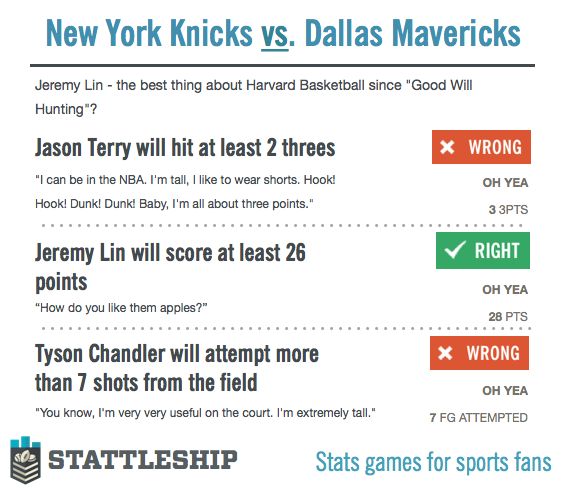 New York Knicks vs. Dallas Mavericks
Jeremy Lin - the best thing about Harvard Basketball since "Good Will
Hunting"?
Jason Terry will hit at least 2 threes
WRONG
"I can be in the NBA. I'm tall, I like to wear shorts. Hook!
Hook! Dunk! Dunk! Baby, I'm all about three points."
OH YEA
3 3PTS
Jeremy Lin will score at least 26
points
RIGHT
"How do you like them apples?”
OH YEA
28 PTS
Tyson Chandler will attempt more
than 7 shots from the field
WRONG
"You know, I'm very very useful on the court. I'm extremely tall."
OH YEA
7 FG ATTEMPTED
STATTLESHIP
Stats games for sports fans